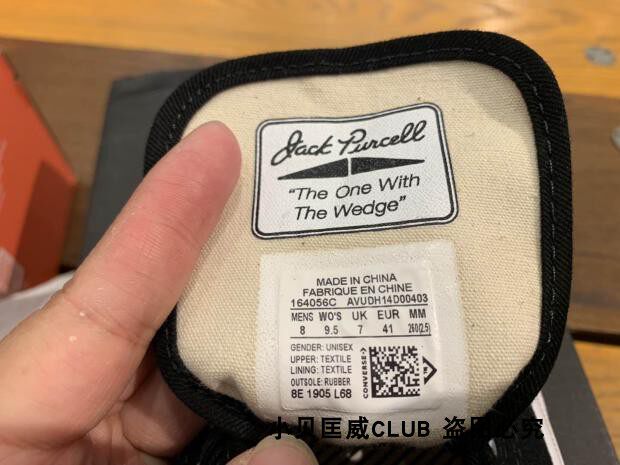 Jack Purcell
"The One With
The Wedge"
MADE IN CHINA
FABRIQUE EN CHINE
164056C AVUDH14D00403
MENS WO'S UK EUR MM
8 9.5 7 41 260(2.5)
GENDER: UNISEX
UPPER: TEXTILE
LINING: TEXTILE
OUTSOLE: RUBBER
8E 1905 L68
CONVERSE->
小贝匡威CLUB 盗图必究